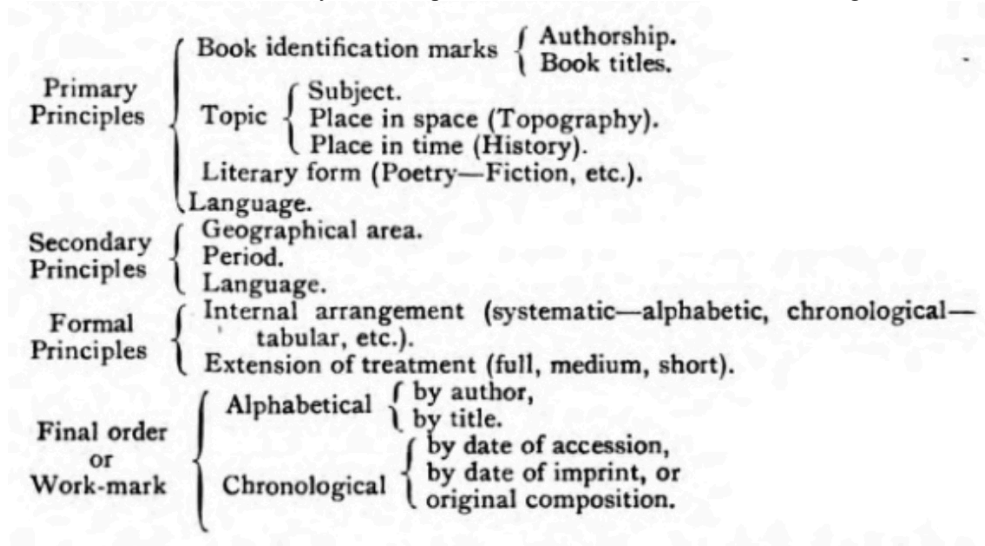 Primary
Principles
Book identification marks
Authorship.
Book titles.
Topic
Subject.
Place in space (Topography).
Place in time (History).
Literary form (Poetry—Fiction, etc.).
Language.
Secondary
Principles
Geographical area.
Period.
Language.
Formal
Principles
Internal arrangement (systematic—alphabetic, chronological—
tabular, etc.).
Extension of treatment (full, medium, short).
Final order
or
Work-mark
Alphabetical
by author,
by title.
Chronological
by date of accession,
by date of imprint, or
original composition.